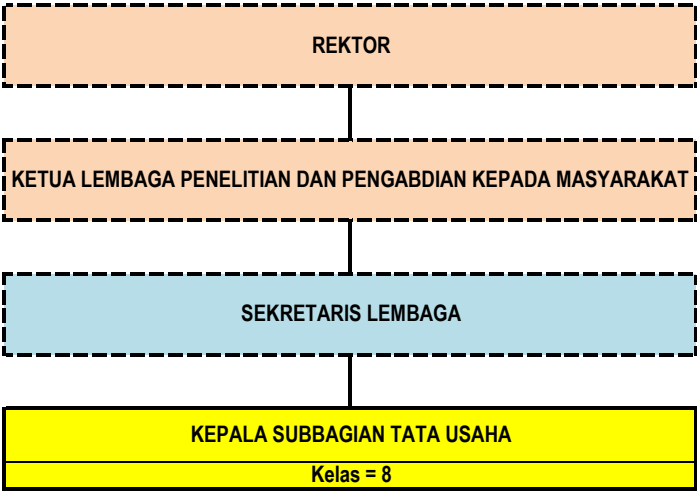 REKTOR
KETUA LEMBAGA PENELITIAN DAN PENGABDIAN KEPADA MASYARAKAT
SEKRETARIS LEMBAGA
KEPALA SUBBAGIAN TATA USAHA
Kelas = 8